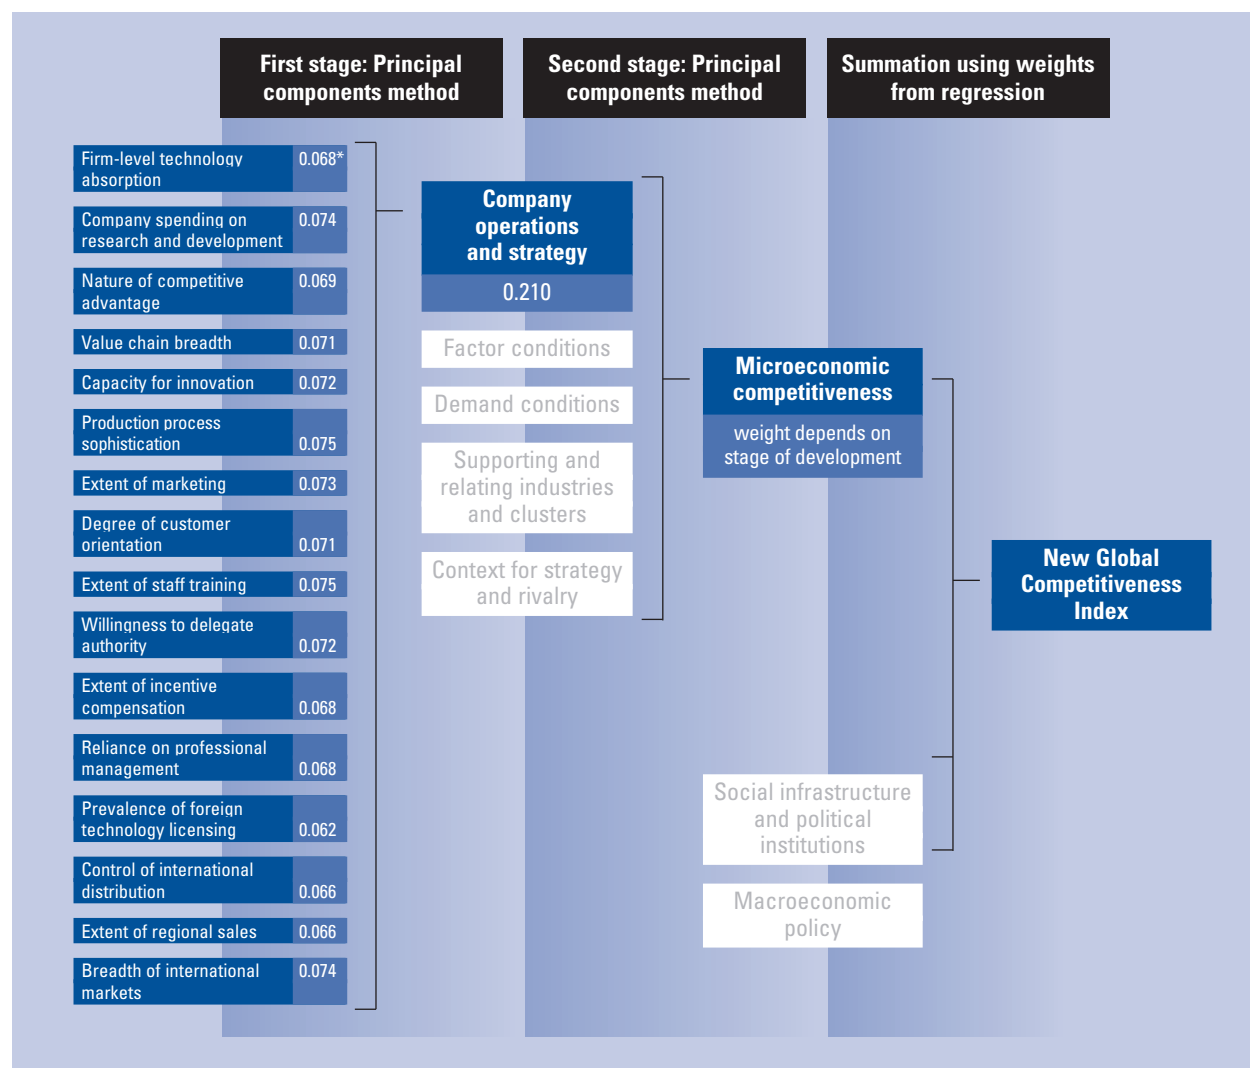 First stage: Principal
components method
Second stage: Principal
components method
Summation using weights
from regression
Firm-level technology
absorption
0.068*
Company spending on
research and development
0.074
Nature of competitive
advantage
0.069
Value chain breadth
0.071
Capacity for innovation
0.072
Production process
sophistication
0.075
Extent of marketing
0.073
Degree of customer
orientation
0.071
Extent of staff training
0.075
Willingness to delegate
authority
0.072
Extent of incentive
compensation
0.068
Reliance on professional
management
0.068
Prevalence of foreign
technology licensing
0.062
Control of international
distribution
0.066
Extent of regional sales
0.066
Breadth of international
markets
0.074
Company
operations
and strategy
0.210
Factor conditions
Demand conditions
Supporting and
relating industries
and clusters
Context for strategy
and rivalry
Microeconomic
competitiveness
weight depends on
stage of development
Social infrastructure
and political
institutions
Macroeconomic
policy
New Global
Competitiveness
Index